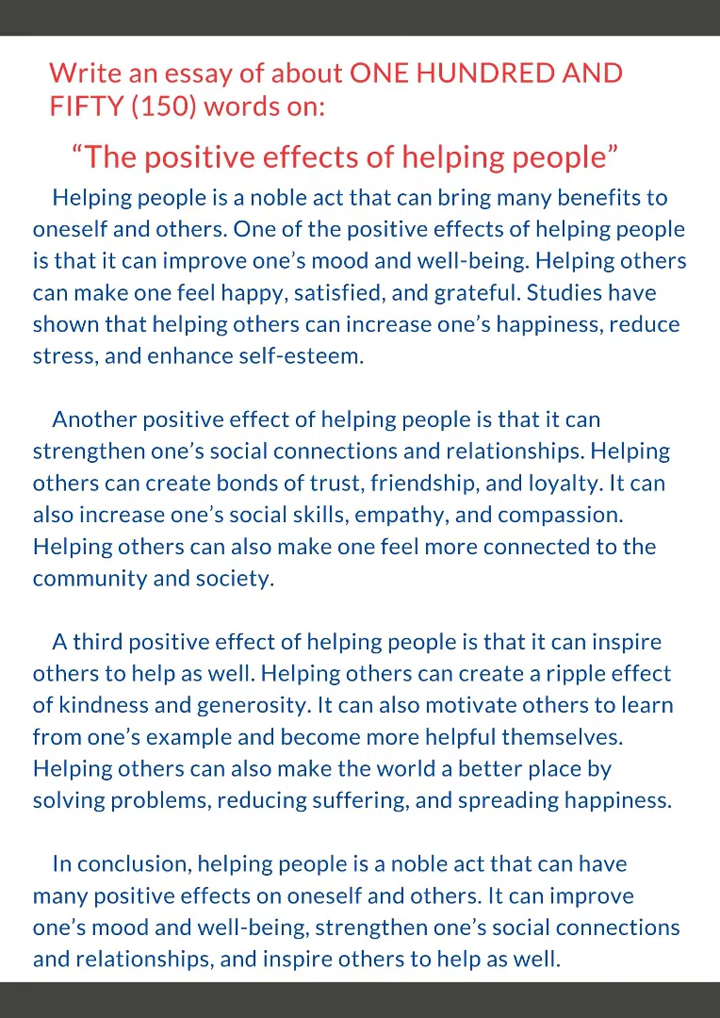 Write an essay of about ONE HUNDRED AND
FIFTY (150) words on:
“The positive effects of helping people”
Helping people is a noble act that can bring many benefits to
oneself and others. One of the positive effects of helping people
is that it can improve one’s mood and well-being. Helping others
can make one feel happy, satisfied, and grateful. Studies have
shown that helping others can increase one’s happiness, reduce
stress, and enhance self-esteem.
Another positive effect of helping people is that it can
strengthen one’s social connections and relationships. Helping
others can create bonds of trust, friendship, and loyalty. It can
also increase one’s social skills, empathy, and compassion.
Helping others can also make one feel more connected to the
community and society.
A third positive effect of helping people is that it can inspire
others to help as well. Helping others can create a ripple effect
of kindness and generosity. It can also motivate others to learn
from one’s example and become more helpful themselves.
Helping others can also make the world a better place by
solving problems, reducing suffering, and spreading happiness.
In conclusion, helping people is a noble act that can have
many positive effects on oneself and others. It can improve
one’s mood and well-being, strengthen one’s social connections
and relationships, and inspire others to help as well.